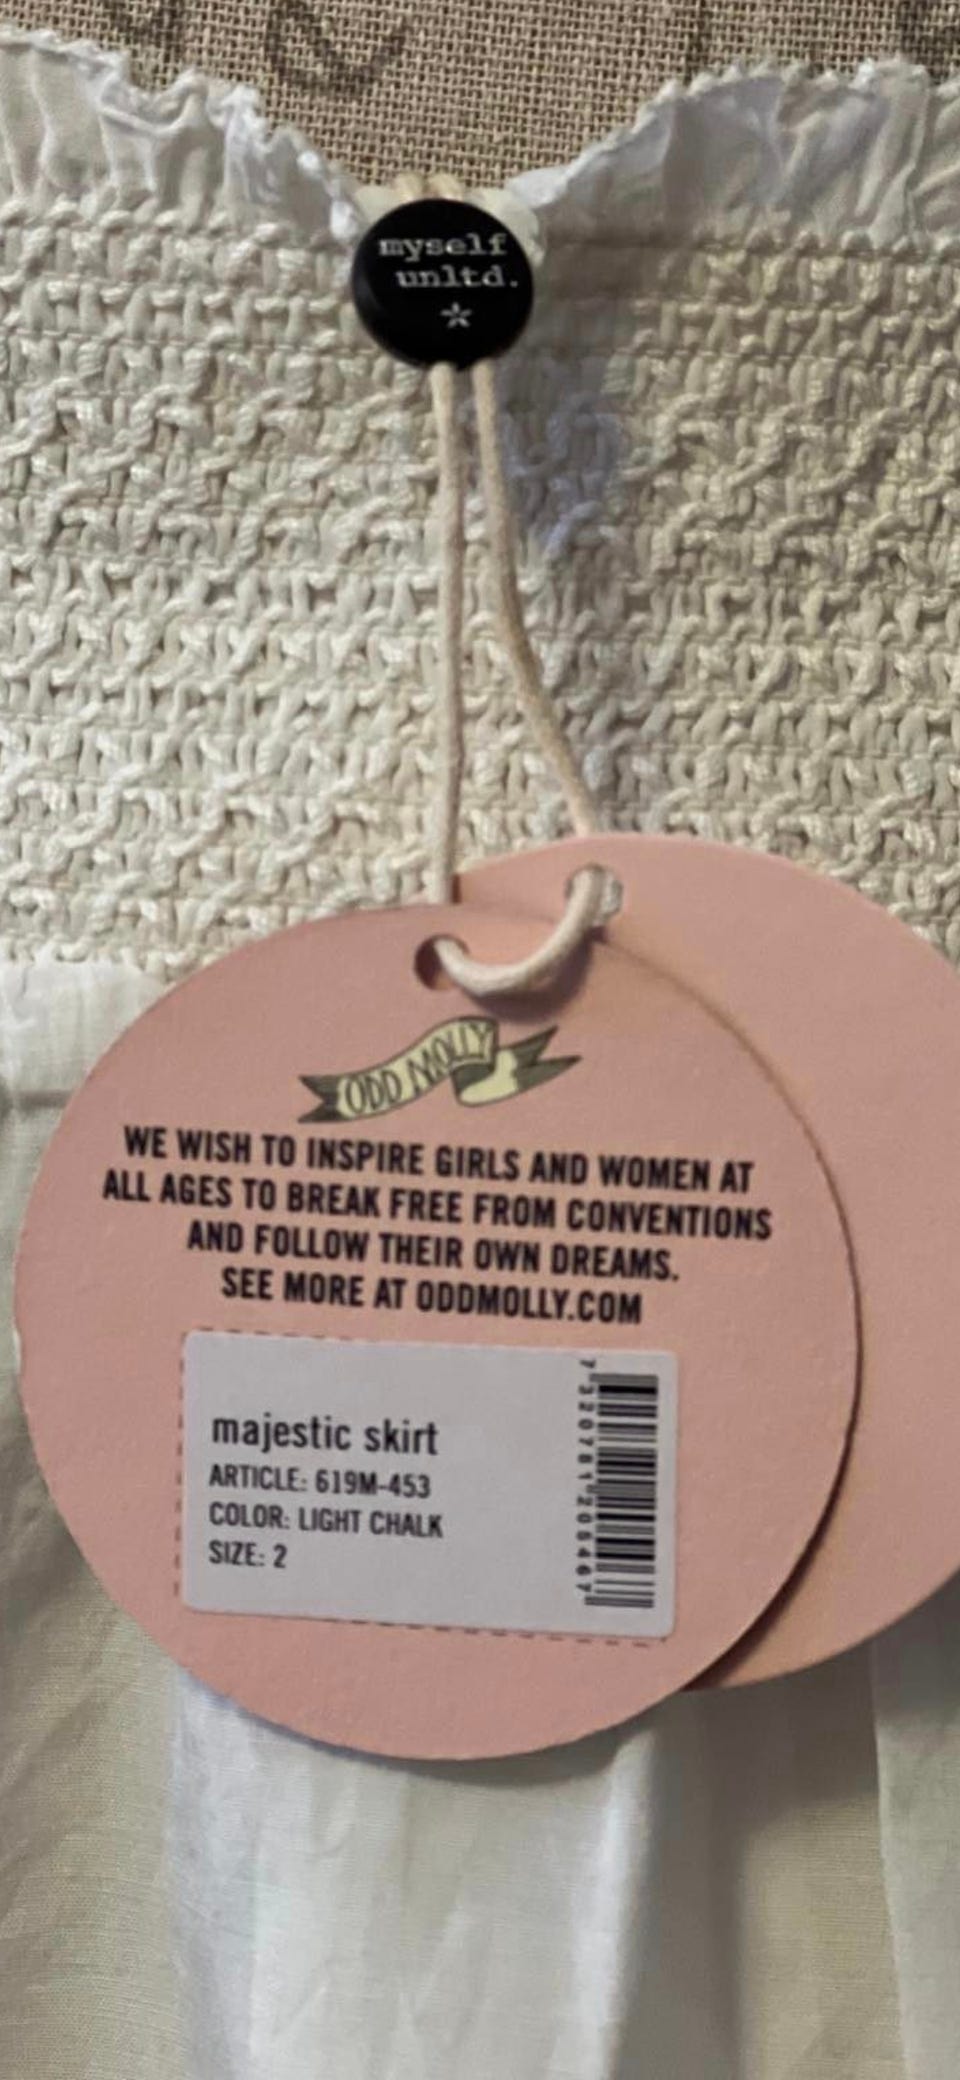 myself
unltd.
ODD MOLLY
WE WISH TO INSPIRE GIRLS AND WOMEN AT
ALL AGES TO BREAK FREE FROM CONVENTIONS
AND FOLLOW THEIR OWN DREAMS.
SEE MORE AT ODDMOLLY.COM
majestic skirt
ARTICLE: 619M-453
COLOR: LIGHT CHALK
SIZE: 2